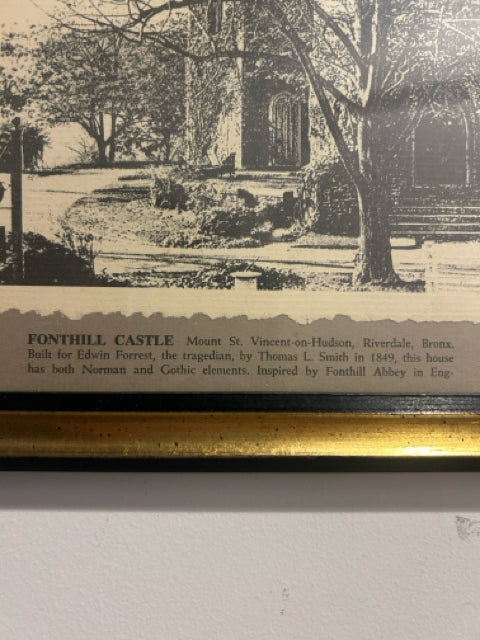 FONTHILL CASTLE Mount St. Vincent-on-Hudson, Riverdale, Bronx.
Built for Edwin Forrest, the tragedian, by Thomas L. Smith in 1849, this house
has both Norman and Gothic elements. Inspired by Fonthill Abbey in Eng-